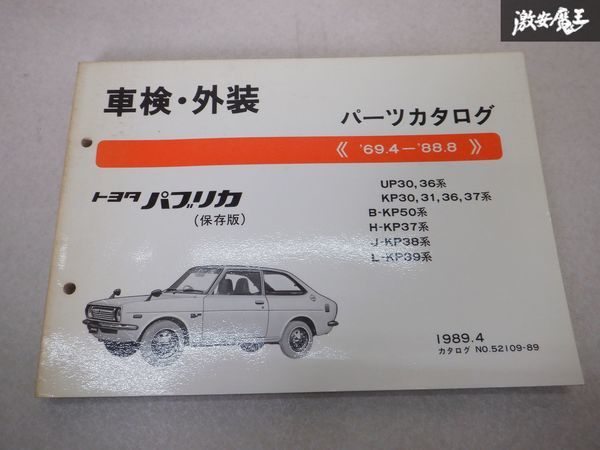 激安魔王
車検・外装
パーツカタログ
《 '69.4－'88.8 》
トヨタ パブリカ
(保存版)
UP30,36系
KP30,31,36,37系
B-KP50系
H-KP37系
J-KP38系
L-KP39系
1989.4
カタログ NO.52109-89